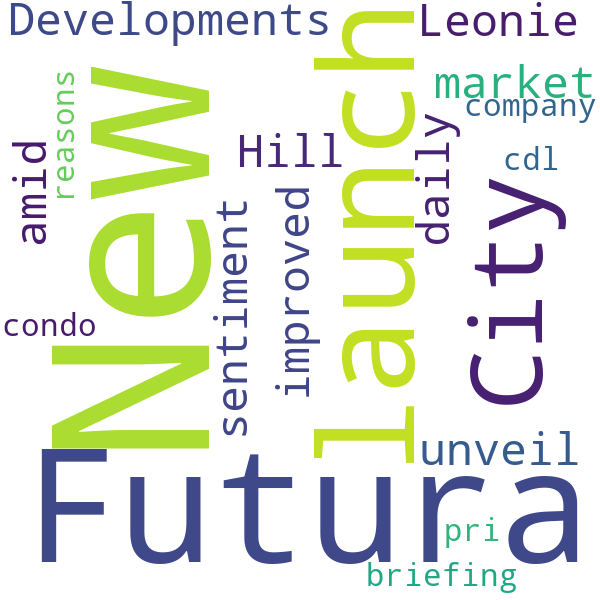 Developments
Leonie
market
company
cdl
reasons
amid
New
Hill
launch
daily
City
sentiment
improved
condo
unveil
Futura
pri
briefing